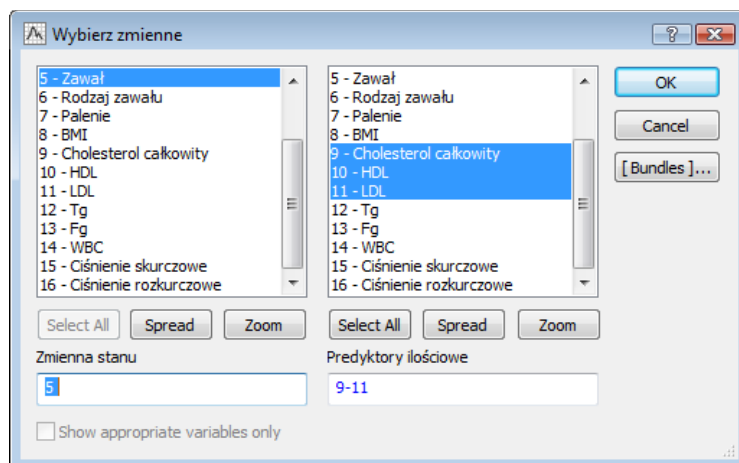 Wybierz zmienne
5 - Zawał
6 - Rodzaj zawału
7 - Palenie
8 - BMI
9 - Cholesterol całkowity
10 - HDL
11 - LDL
12 - Tg
13 - Fg
14 - WBC
15 - Ciśnienie skurczowe
16 - Ciśnienie rozkurczowe
5 - Zawał
6 - Rodzaj zawału
7 - Palenie
8 - BMI
9 - Cholesterol całkowity
10 - HDL
11 - LDL
12 - Tg
13 - Fg
14 - WBC
15 - Ciśnienie skurczowe
16 - Ciśnienie rozkurczowe
OK
Cancel
[ Bundles ]...
Select All Spread Zoom
Select All Spread Zoom
Zmienna stanu
5
Predyktory ilościowe
9-11
Show appropriate variables only